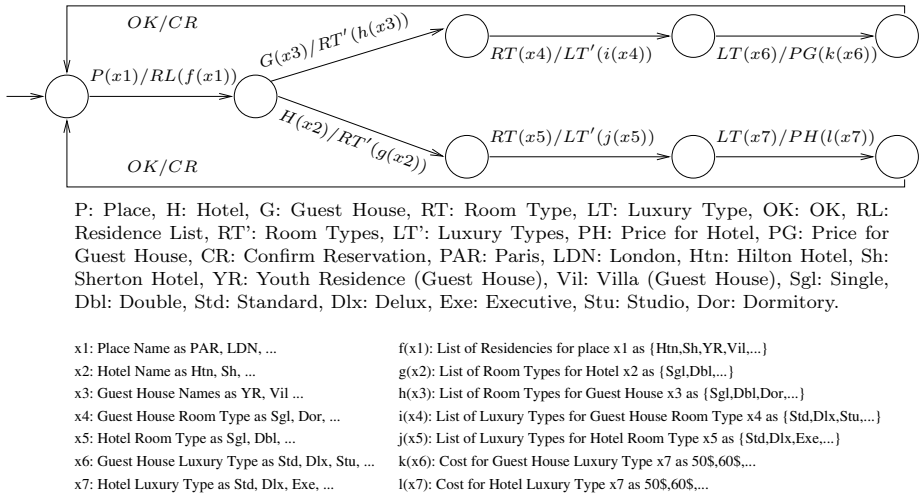 OK/CR
G(x3)/RT'(h(x3))
RT(x4)/LT'(i(x4))
LT(x6)/PG(k(x6))
P(x1)/RL(f(x1))
H(x2)/RT'(g(x2))
RT(x5)/LT'(j(x5))
LT(x7)/PH(l(x7))
OK/CR
P: Place, H: Hotel, G: Guest House, RT: Room Type, LT: Luxury Type, OK: OK, RL:
Residence List, RT': Room Types, LT': Luxury Types, PH: Price for Hotel, PG: Price for
Guest House, CR: Confirm Reservation, PAR: Paris, LDN: London, Htn: Hilton Hotel, Sh:
Sherton Hotel, YR: Youth Residence (Guest House), Vil: Villa (Guest House), Sgl: Single,
Dbl: Double, Std: Standard, Dlx: Delux, Exe: Executive, Stu: Studio, Dor: Dormitory.
x1: Place Name as PAR, LDN, ...
x2: Hotel Name as Htn, Sh, ...
x3: Guest House Names as YR, Vil ...
x4: Guest House Room Type as Sgl, Dor, ...
x5: Hotel Room Type as Sgl, Dbl, ...
x6: Guest House Luxury Type as Std, Dlx, Stu, ...
x7: Hotel Luxury Type as Std, Dlx, Exe, ...
f(x1): List of Residencies for place x1 as {Htn,Sh,YR,Vil,...}
g(x2): List of Room Types for Hotel x2 as {Sgl,Dbl,...}
h(x3): List of Room Types for Guest House x3 as {Sgl,Dbl,Dor,...}
i(x4): List of Luxury Types for Guest House Room Type x4 as {Std,Dlx,Stu,...}
j(x5): List of Luxury Types for Hotel Room Type x5 as {Std,Dlx,Exe,...}
k(x6): Cost for Guest House Luxury Type x7 as 50$,60$,...
l(x7): Cost for Hotel Luxury Type x7 as 50$,60$,...